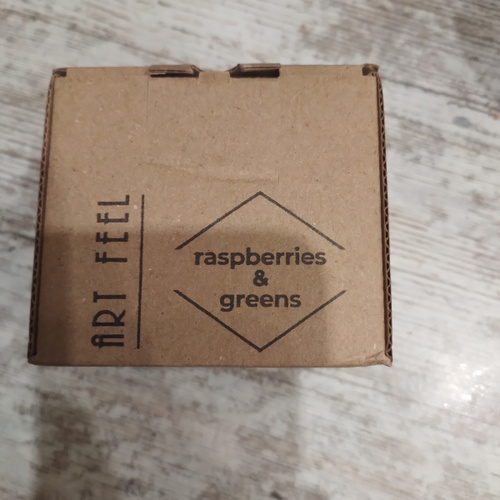 ART FEEL
raspberries
&
greens